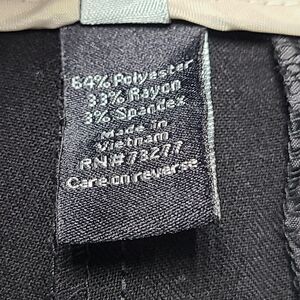 64% Polyester
33% Rayon
3% Spandex
Made in
Vietnam
RN# 73277
Care on reverse